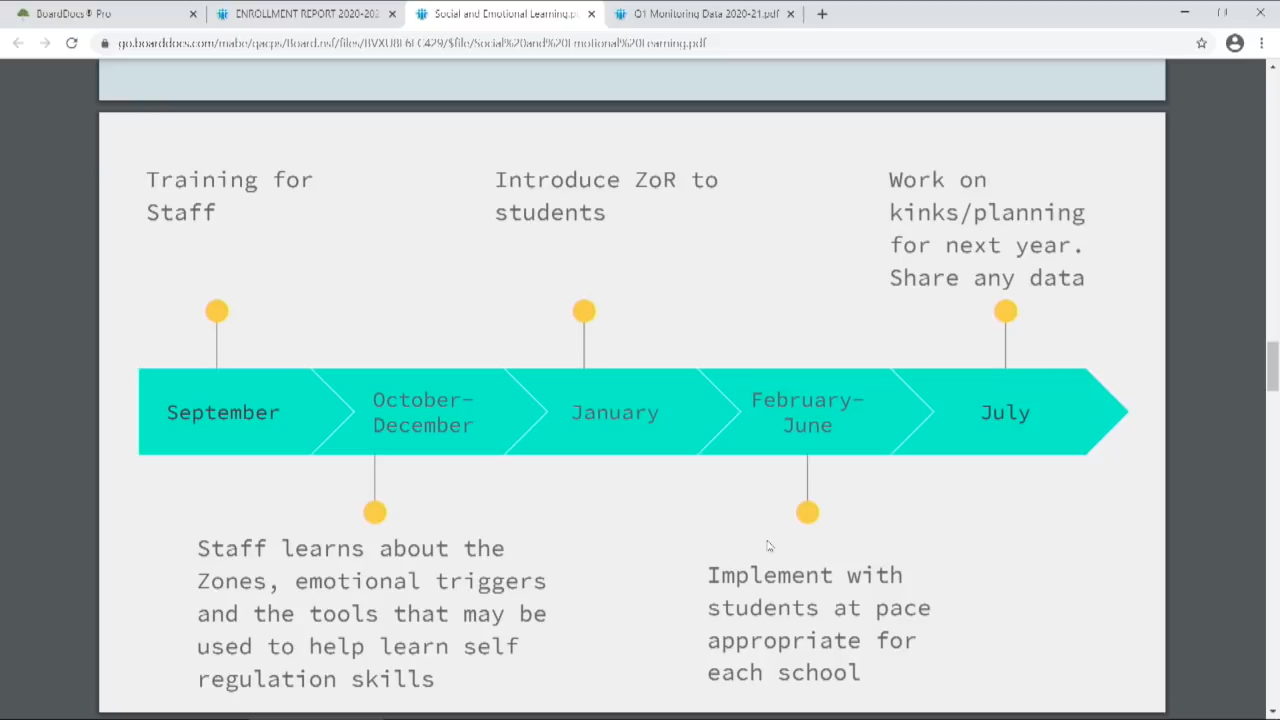 BoardDocs® Pro
ENROLLMENT REPORT 2020-202
Social and Emotional Learning.p
Q1 Monitoring Data 2020-21.pdf
Training for
Staff
Introduce ZoR to
students
Work on
kinks/planning
for next year.
Share any data
September
October-
December
January
February-
June
July
Staff learns about the
Zones, emotional triggers
and the tools that may be
used to help learn self
regulation skills
Implement with
students at pace
appropriate for
each school